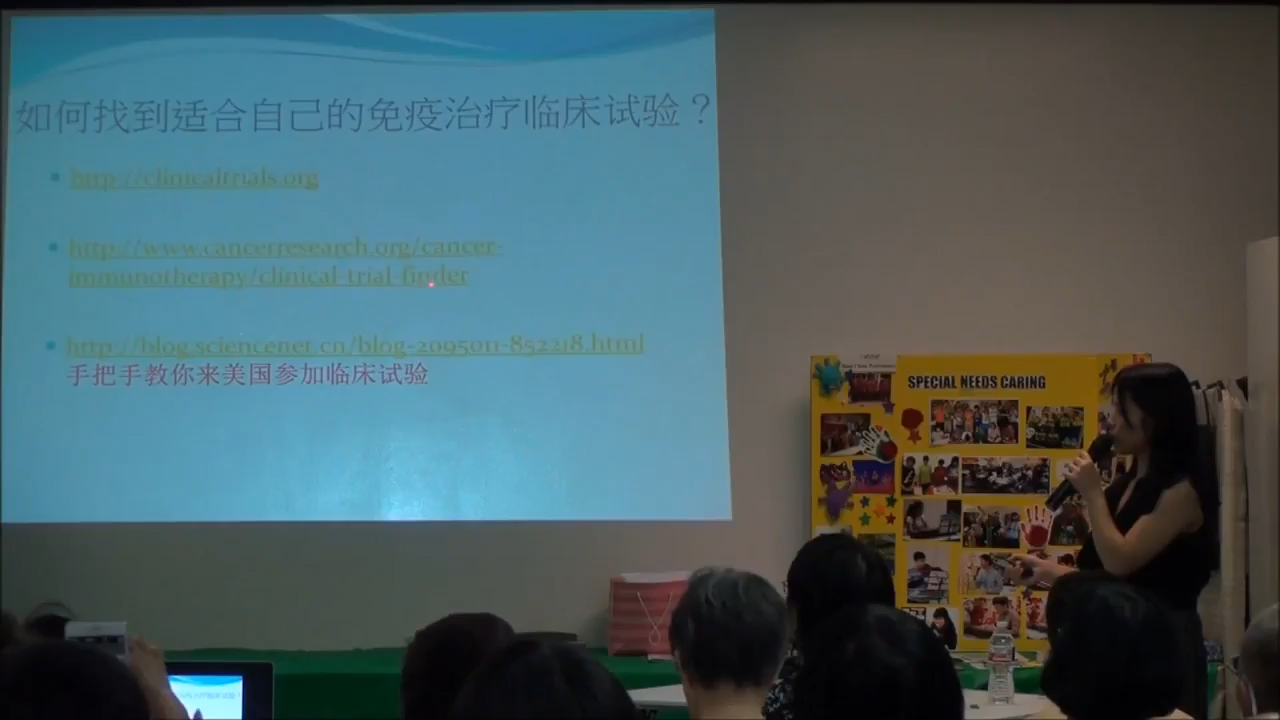 如何找到适合自己的免疫治疗临床试验？
http://clinicaltrials.org
http://www.cancerresearch.org/cancer-
immunotherapy/clinical-trial-finder
http://blog.sciencenet.cn/blog-2095011-852218.html
手把手教你来美国参加临床试验
SPECIAL NEEDS CARING